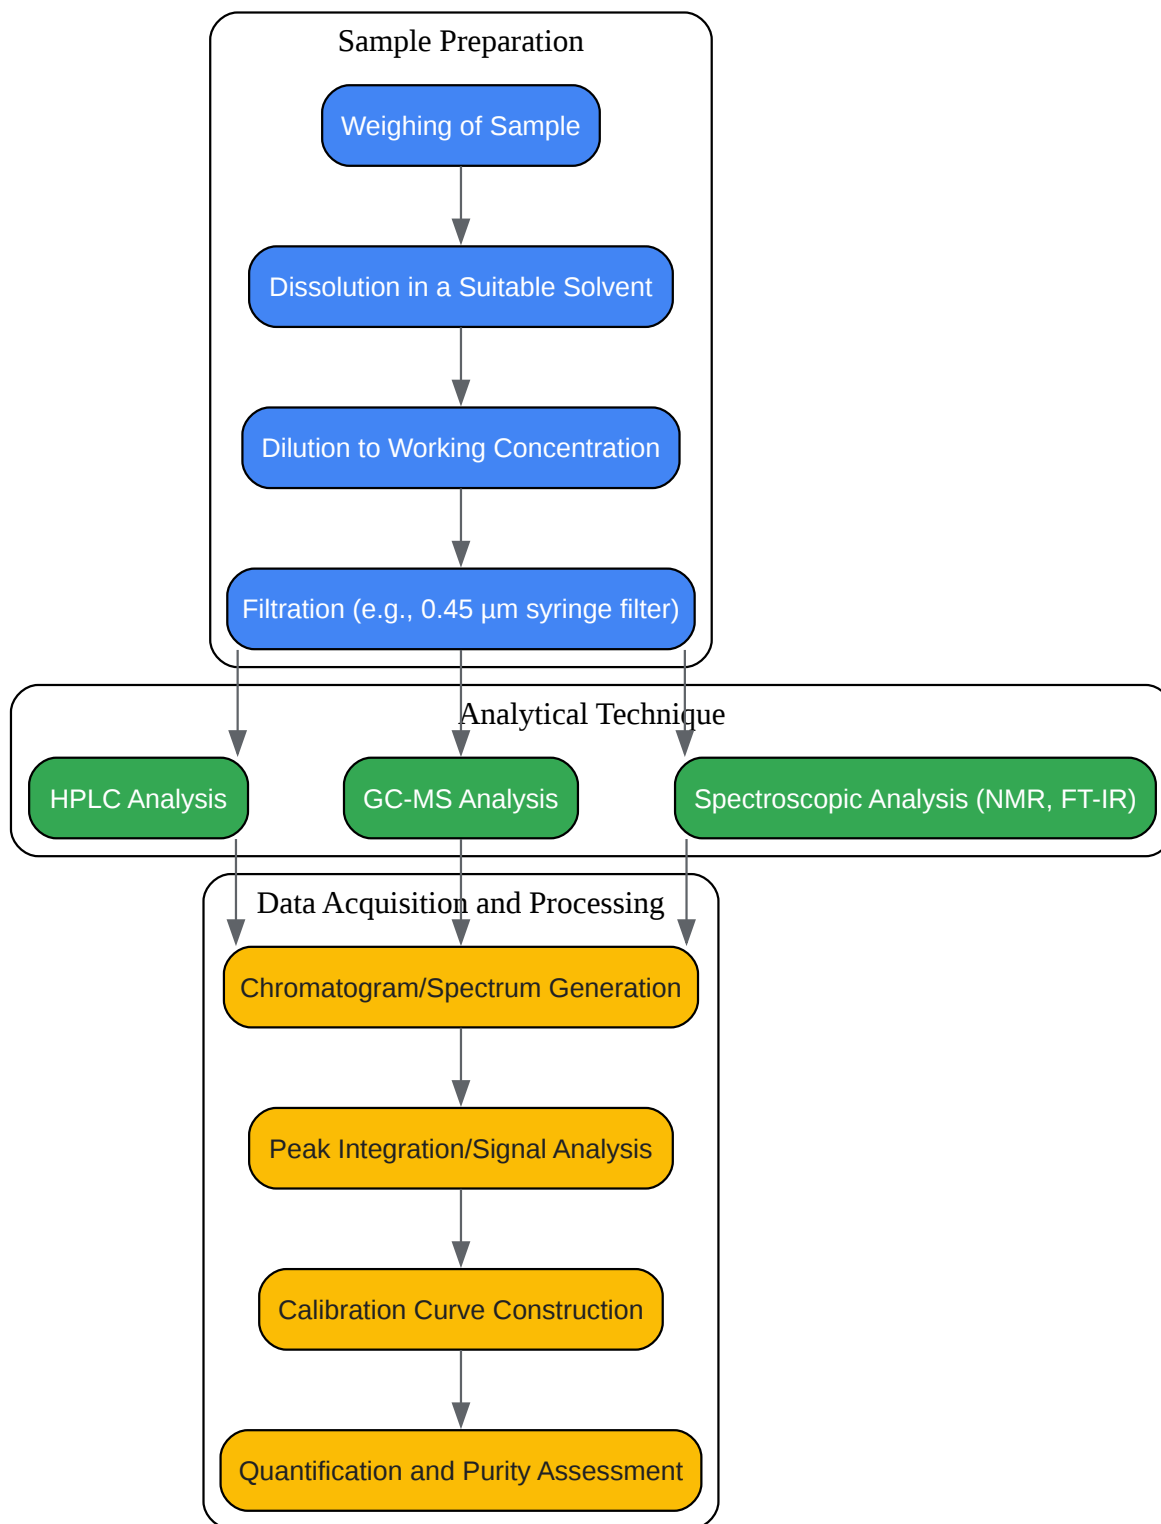 Sample Preparation
Weighing of Sample
Dissolution in a Suitable Solvent
Dilution to Working Concentration
Filtration (e.g., 0.45 µm syringe filter)
Analytical Technique
HPLC Analysis
GC-MS Analysis
Spectroscopic Analysis (NMR, FT-IR)
Data Acquisition and Processing
Chromatogram/Spectrum Generation
Peak Integration/Signal Analysis
Calibration Curve Construction
Quantification and Purity Assessment